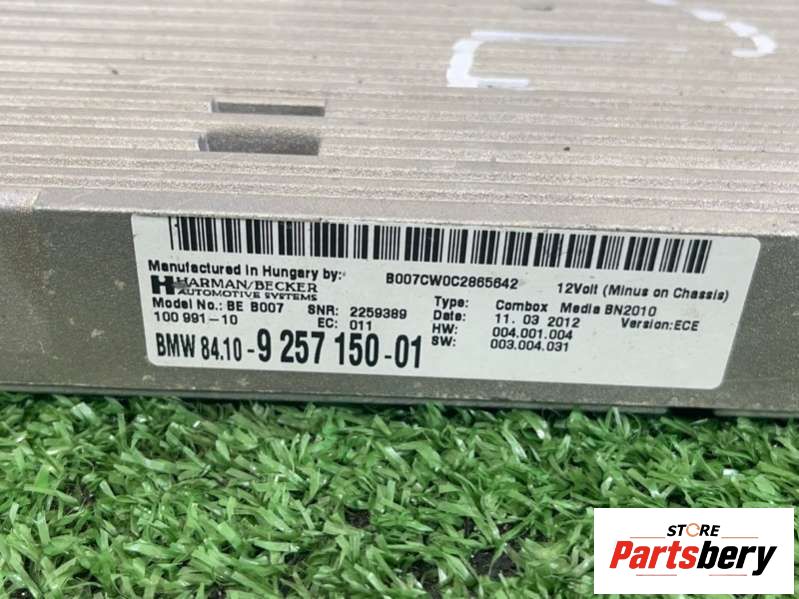 Manufactured in Hungary by: B007CW0C2865642 12Volt (Minus on Chassis)
HARMAN/BECKER
AUTOMOTIVE SYSTEMS
Model No.: BE B007 SNR: 2259389 Type: Combox Media BN2010
100 991-10 EC: 011 Date: 11. 03 2012 Version:ECE
HW: 004.001.004
BMW 84.10 - 9 257 150 - 01 SW: 003.004.031
STORE
Partsbery